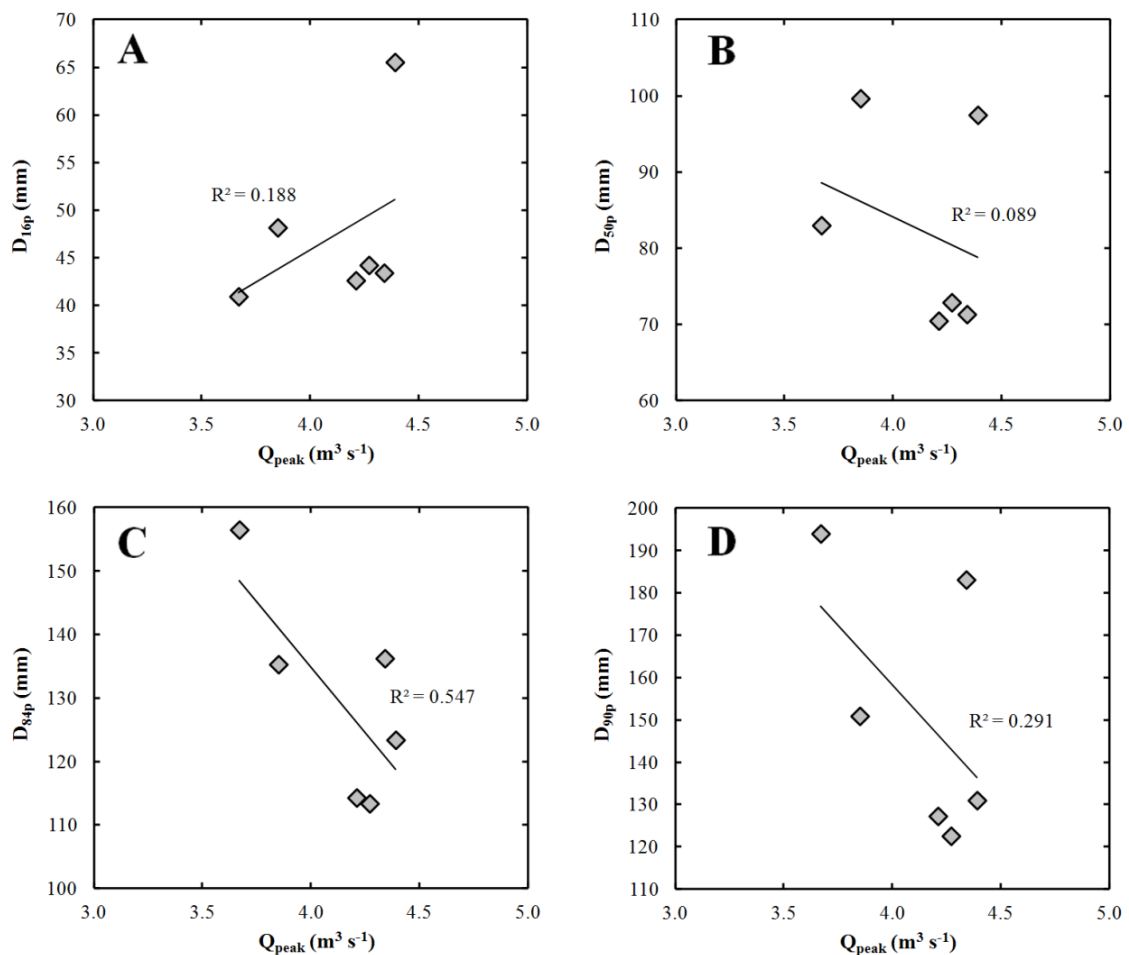 A
D₁₆ₚ (mm)
70
65
60
55
50
45
40
35
30
R² = 0.188
3.0 3.5 4.0 4.5 5.0
Q_peak (m³ s⁻¹)
B
D₅₀ₚ (mm)
110
100
90
80
70
60
R² = 0.089
3.0 3.5 4.0 4.5 5.0
Q_peak (m³ s⁻¹)
C
D₈₄ₚ (mm)
160
150
140
130
120
110
100
R² = 0.547
3.0 3.5 4.0 4.5 5.0
Q_peak (m³ s⁻¹)
D
D₉₀ₚ (mm)
200
190
180
170
160
150
140
130
120
110
R² = 0.291
3.0 3.5 4.0 4.5 5.0
Q_peak (m³ s⁻¹)